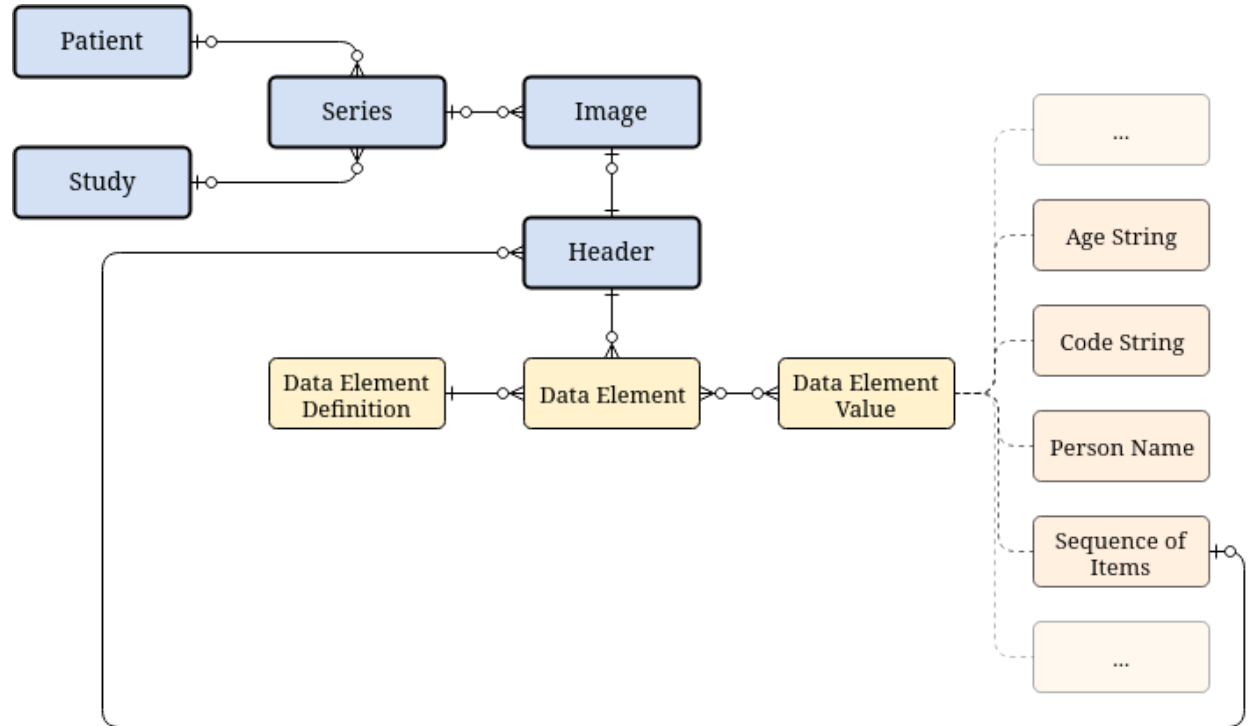 Patient
Series
Image
Study
Header
Data Element
Definition
Data Element
Data Element
Value
...
Age String
Code String
Person Name
Sequence of
Items
...